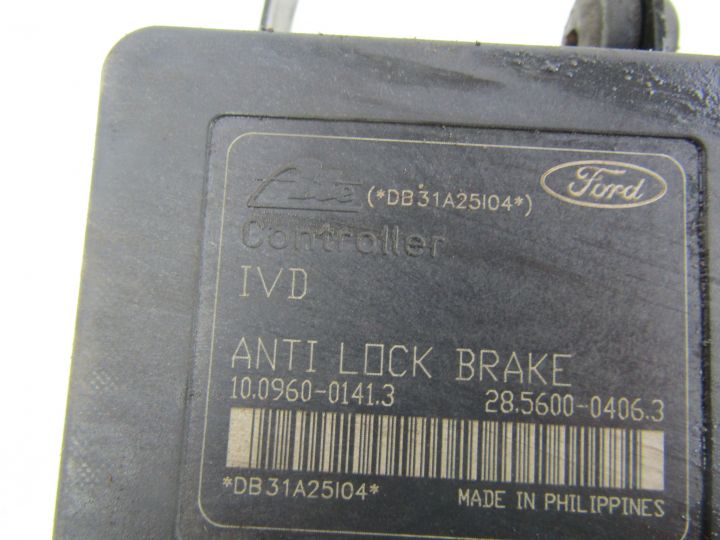 Ate (*DB31A25I04*) Ford
Controller
IVD
ANTI LOCK BRAKE
10.0960-0141.3 28.5600-0406.3
*DB31A25I04* MADE IN PHILIPPINES